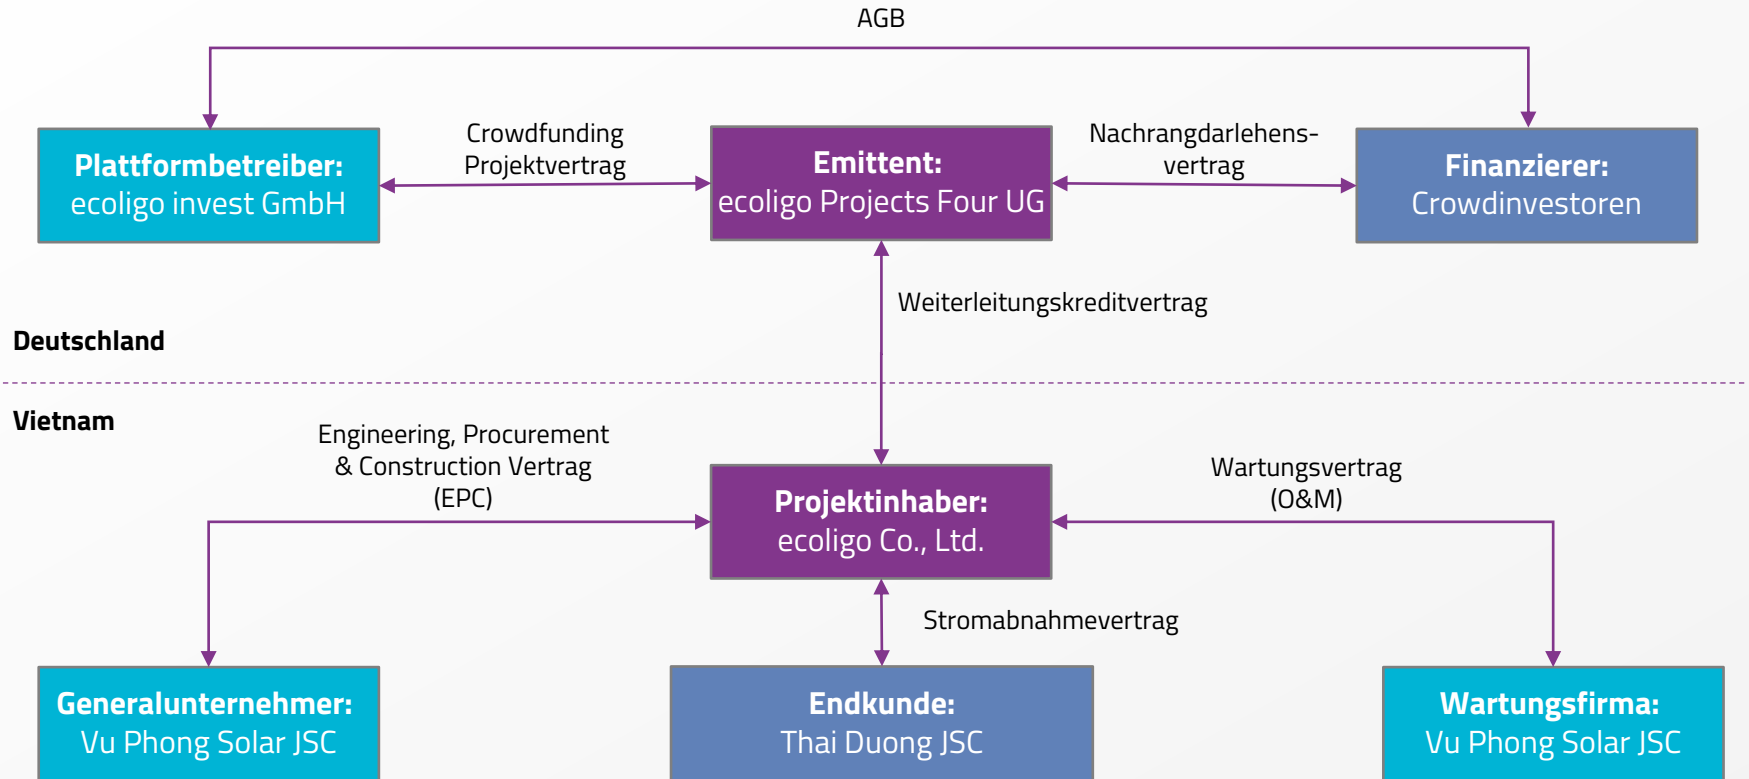 AGB
Plattformbetreiber:
ecoligo invest GmbH
Crowdfunding
Projektvertrag
Emittent:
ecoligo Projects Four UG
Nachrangdarlehens-
vertrag
Finanzierer:
Crowdinvestoren
Weiterleitungskreditvertrag
Deutschland
Vietnam
Engineering, Procurement
& Construction Vertrag
(EPC)
Projektinhaber:
ecoligo Co., Ltd.
Wartungsvertrag
(O&M)
Stromabnahmevertrag
Generalunternehmer:
Vu Phong Solar JSC
Endkunde:
Thai Duong JSC
Wartungsfirma:
Vu Phong Solar JSC